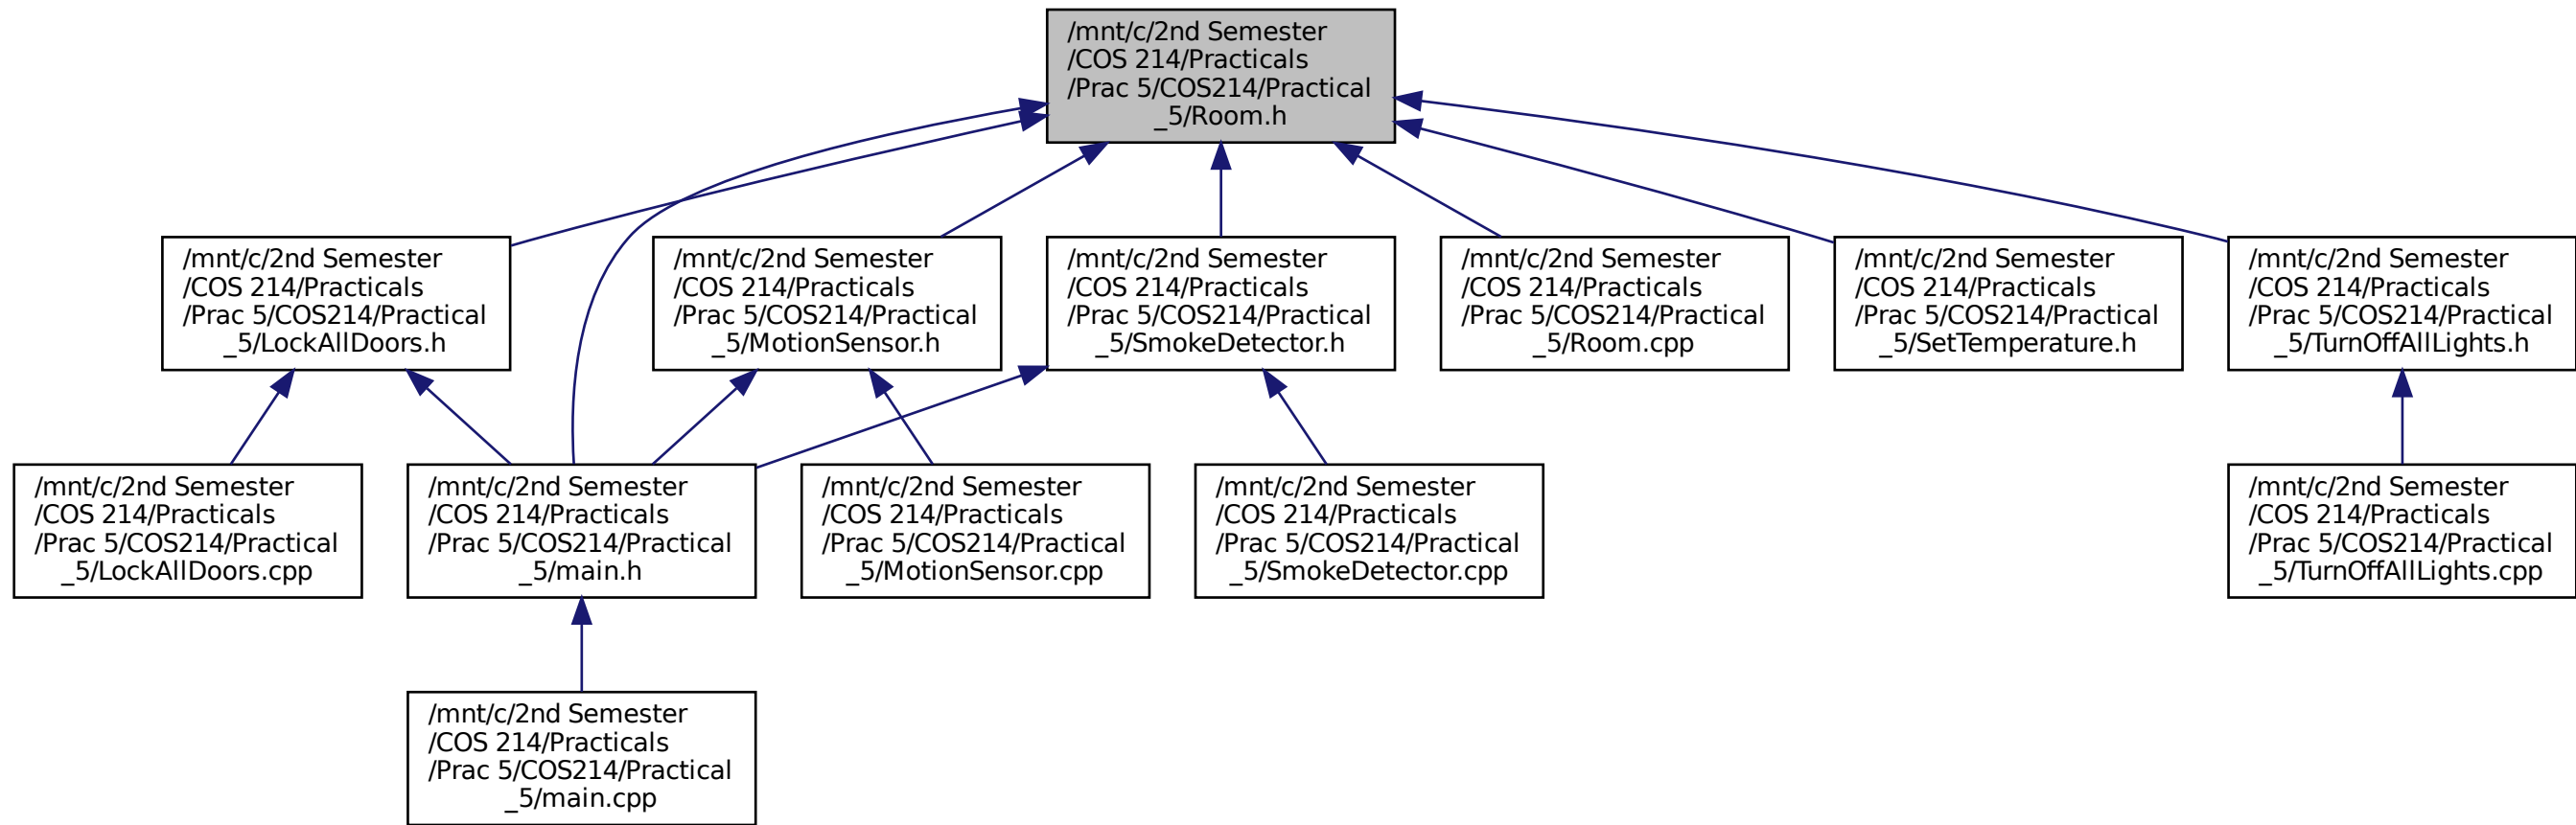 /mnt/c/2nd Semester
/COS 214/Practicals
/Prac 5/COS214/Practical
_5/Room.h
/mnt/c/2nd Semester
/COS 214/Practicals
/Prac 5/COS214/Practical
_5/LockAllDoors.h
/mnt/c/2nd Semester
/COS 214/Practicals
/Prac 5/COS214/Practical
_5/MotionSensor.h
/mnt/c/2nd Semester
/COS 214/Practicals
/Prac 5/COS214/Practical
_5/SmokeDetector.h
/mnt/c/2nd Semester
/COS 214/Practicals
/Prac 5/COS214/Practical
_5/Room.cpp
/mnt/c/2nd Semester
/COS 214/Practicals
/Prac 5/COS214/Practical
_5/SetTemperature.h
/mnt/c/2nd Semester
/COS 214/Practicals
/Prac 5/COS214/Practical
_5/TurnOffAllLights.h
/mnt/c/2nd Semester
/COS 214/Practicals
/Prac 5/COS214/Practical
_5/LockAllDoors.cpp
/mnt/c/2nd Semester
/COS 214/Practicals
/Prac 5/COS214/Practical
_5/main.h
/mnt/c/2nd Semester
/COS 214/Practicals
/Prac 5/COS214/Practical
_5/MotionSensor.cpp
/mnt/c/2nd Semester
/COS 214/Practicals
/Prac 5/COS214/Practical
_5/SmokeDetector.cpp
/mnt/c/2nd Semester
/COS 214/Practicals
/Prac 5/COS214/Practical
_5/TurnOffAllLights.cpp
/mnt/c/2nd Semester
/COS 214/Practicals
/Prac 5/COS214/Practical
_5/main.cpp